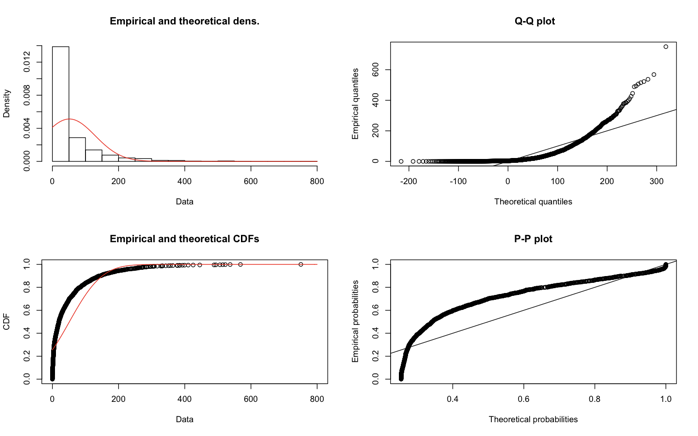 Empirical and theoretical dens.
Density
0.000 0.004 0.008 0.012
0 200 400 600 800
Data
Q-Q plot
Empirical quantiles
0 200 400 600
-200 -100 0 100 200 300
Theoretical quantiles
Empirical and theoretical CDFs
CDF
0.0 0.2 0.4 0.6 0.8 1.0
0 200 400 600 800
Data
P-P plot
Empirical probabilities
0.0 0.2 0.4 0.6 0.8 1.0
0.4 0.6 0.8 1.0
Theoretical probabilities